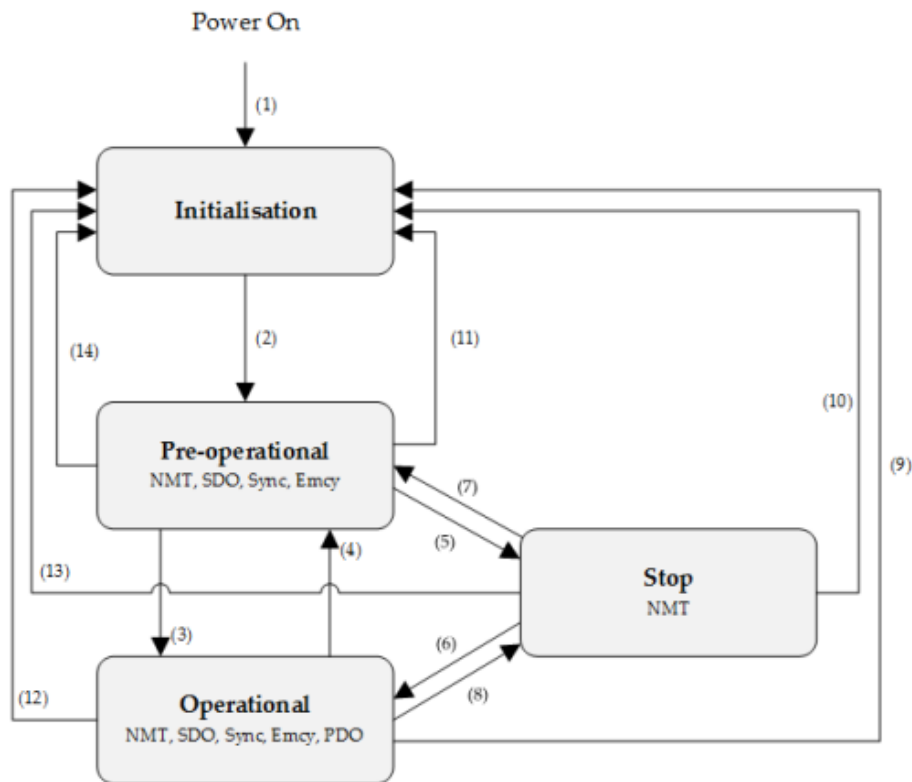 Power On
(1)
Initialisation
(2)
(11)
(14)
(10)
Pre-operational
NMT, SDO, Sync, Emcy
(9)
(7)
(5)
(4)
(13)
Stop
NMT
(3)
(6)
(8)
(12)
Operational
NMT, SDO, Sync, Emcy, PDO